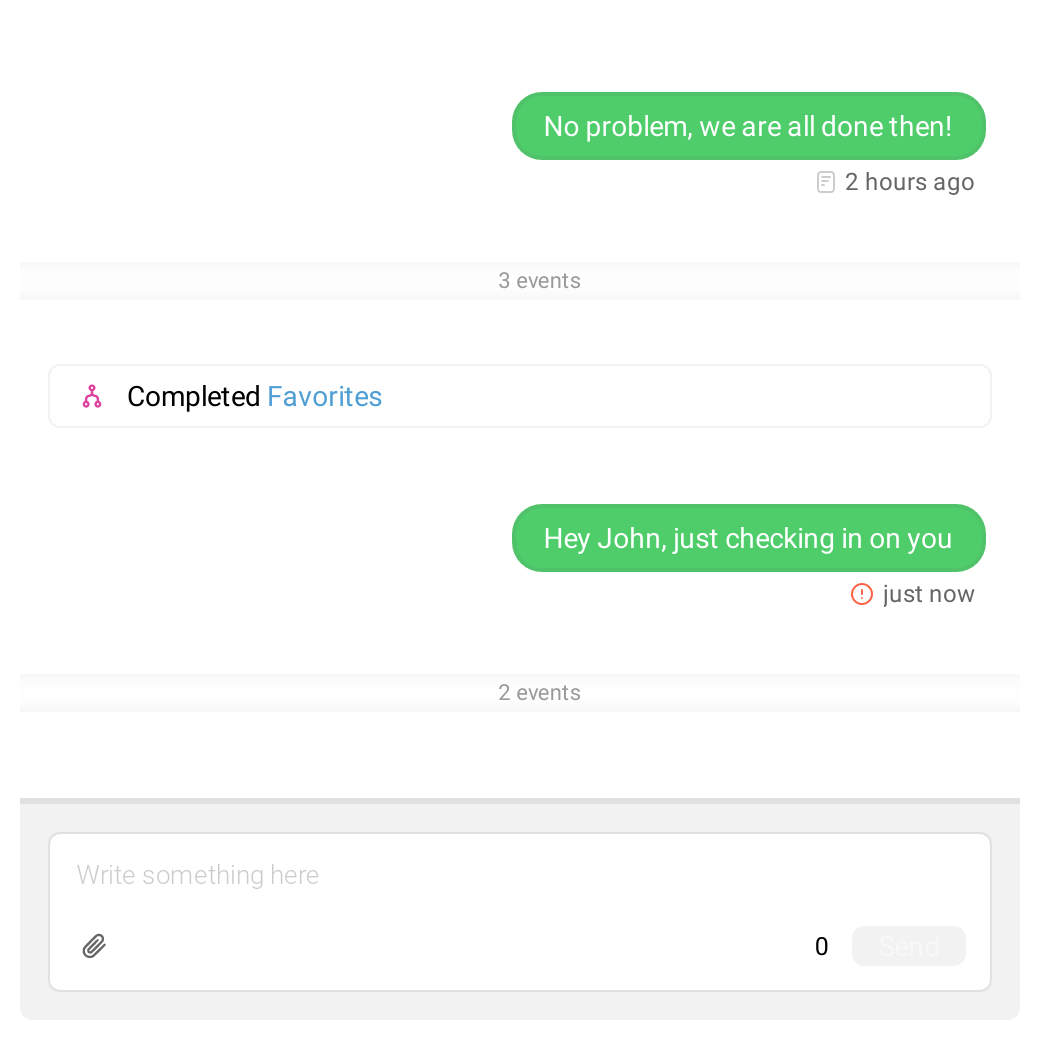 No problem, we are all done then!
2 hours ago
3 events
Completed Favorites
Hey John, just checking in on you
just now
2 events
Write something here
0 Send